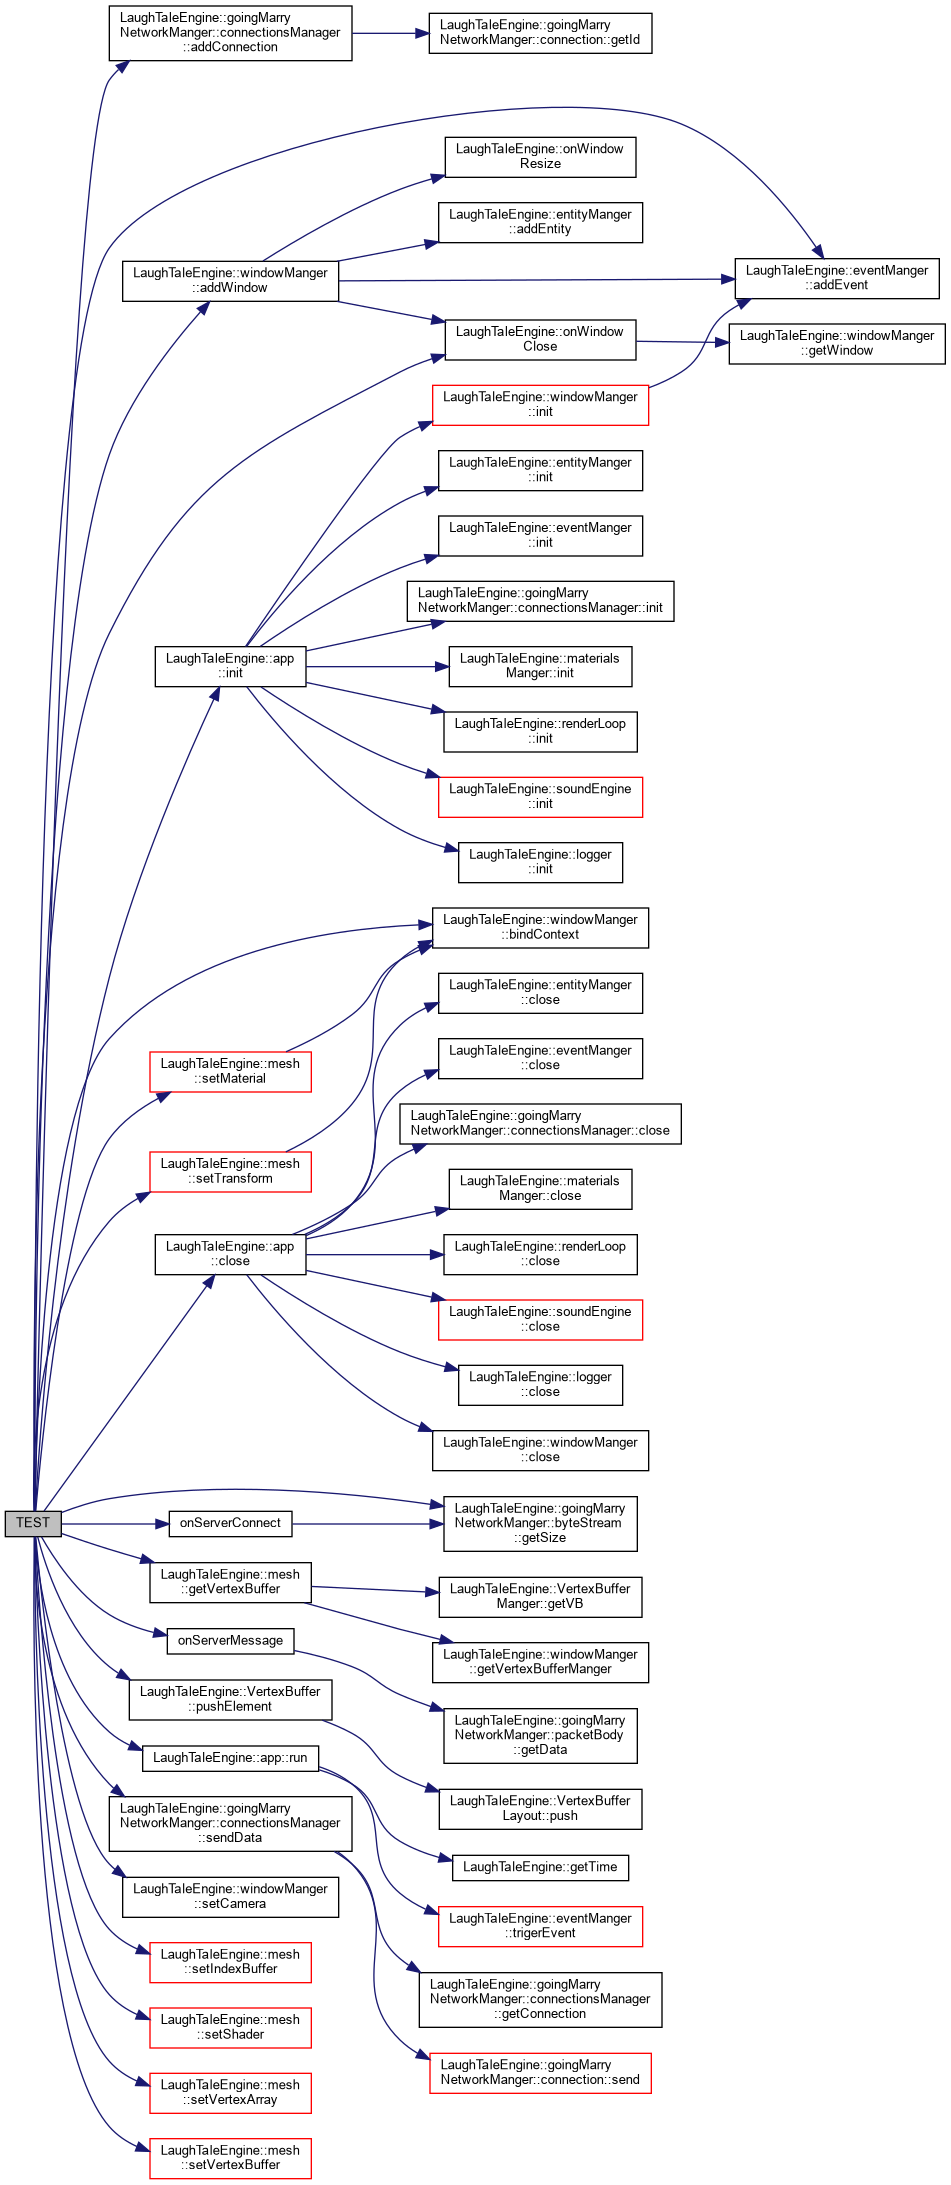 LaughTaleEngine::goingMarry
NetworkManger::connectionsManager
::addConnection
LaughTaleEngine::goingMarry
NetworkManger::connection::getId
LaughTaleEngine::onWindow
Resize
LaughTaleEngine::entityManger
::addEntity
LaughTaleEngine::windowManger
::addWindow
LaughTaleEngine::eventManger
::addEvent
LaughTaleEngine::onWindow
Close
LaughTaleEngine::windowManger
::getWindow
LaughTaleEngine::windowManger
::init
LaughTaleEngine::entityManger
::init
LaughTaleEngine::eventManger
::init
LaughTaleEngine::goingMarry
NetworkManger::connectionsManager::init
LaughTaleEngine::app
::init
LaughTaleEngine::materials
Manger::init
LaughTaleEngine::renderLoop
::init
LaughTaleEngine::soundEngine
::init
LaughTaleEngine::logger
::init
LaughTaleEngine::windowManger
::bindContext
LaughTaleEngine::entityManger
::close
LaughTaleEngine::eventManger
::close
LaughTaleEngine::mesh
::setMaterial
LaughTaleEngine::goingMarry
NetworkManger::connectionsManager::close
LaughTaleEngine::mesh
::setTransform
LaughTaleEngine::materials
Manger::close
LaughTaleEngine::app
::close
LaughTaleEngine::renderLoop
::close
LaughTaleEngine::soundEngine
::close
LaughTaleEngine::logger
::close
LaughTaleEngine::windowManger
::close
TEST
onServerConnect
LaughTaleEngine::goingMarry
NetworkManger::byteStream
::getSize
LaughTaleEngine::mesh
::getVertexBuffer
LaughTaleEngine::VertexBuffer
Manger::getVB
onServerMessage
LaughTaleEngine::windowManger
::getVertexBufferManger
LaughTaleEngine::VertexBuffer
::pushElement
LaughTaleEngine::goingMarry
NetworkManger::packetBody
::getData
LaughTaleEngine::app::run
LaughTaleEngine::VertexBuffer
Layout::push
LaughTaleEngine::goingMarry
NetworkManger::connectionsManager
::sendData
LaughTaleEngine::getTime
LaughTaleEngine::windowManger
::setCamera
LaughTaleEngine::eventManger
::trigerEvent
LaughTaleEngine::mesh
::setIndexBuffer
LaughTaleEngine::goingMarry
NetworkManger::connectionsManager
::getConnection
LaughTaleEngine::mesh
::setShader
LaughTaleEngine::goingMarry
NetworkManger::connection::send
LaughTaleEngine::mesh
::setVertexArray
LaughTaleEngine::mesh
::setVertexBuffer